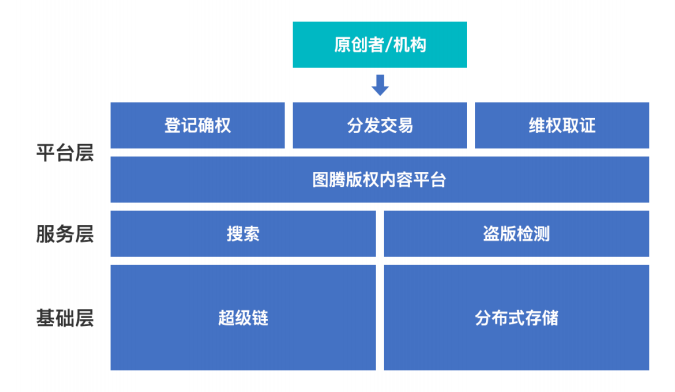 原创者/机构
登记确权
分发交易
维权取证
平台层
图腾版权内容平台
服务层
搜索
盗版检测
基础层
超级链
分布式存储